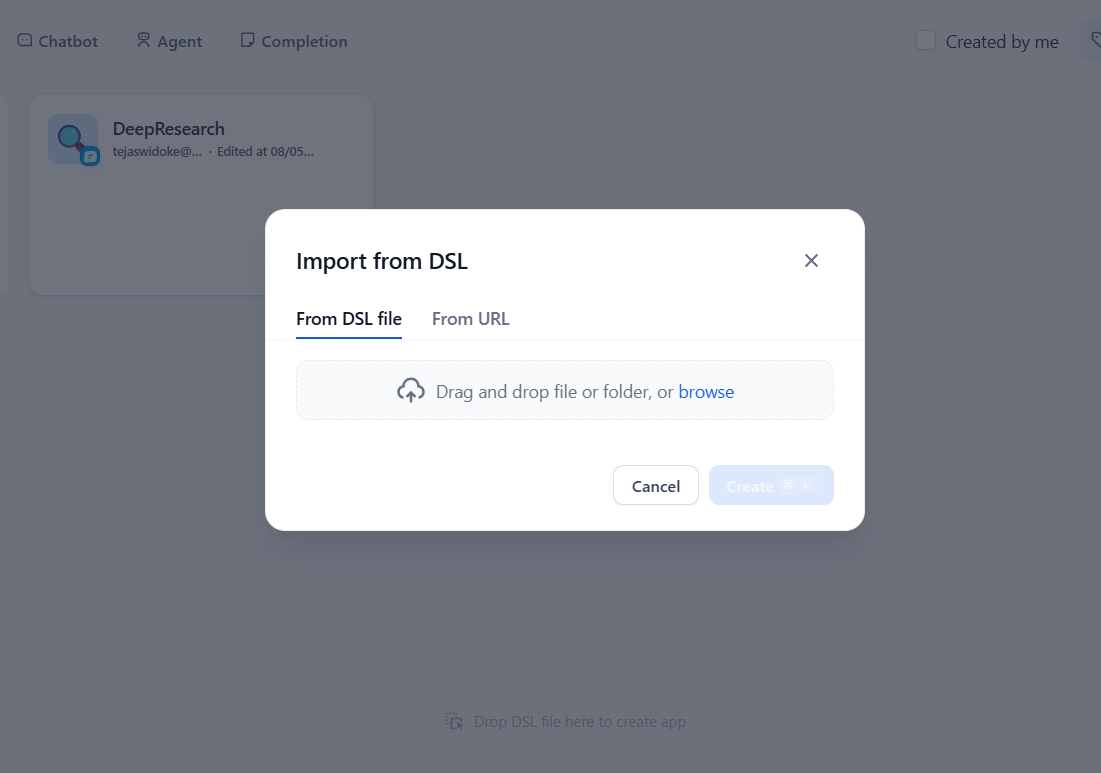 Chatbot
Agent
Completion
Created by me
DeepResearch
tejaswidoke@... · Edited at 08/05...
Import from DSL
From DSL file
From URL
Drag and drop file or folder, or browse
Cancel
Create ⌘ ↵
Drop DSL file here to create app